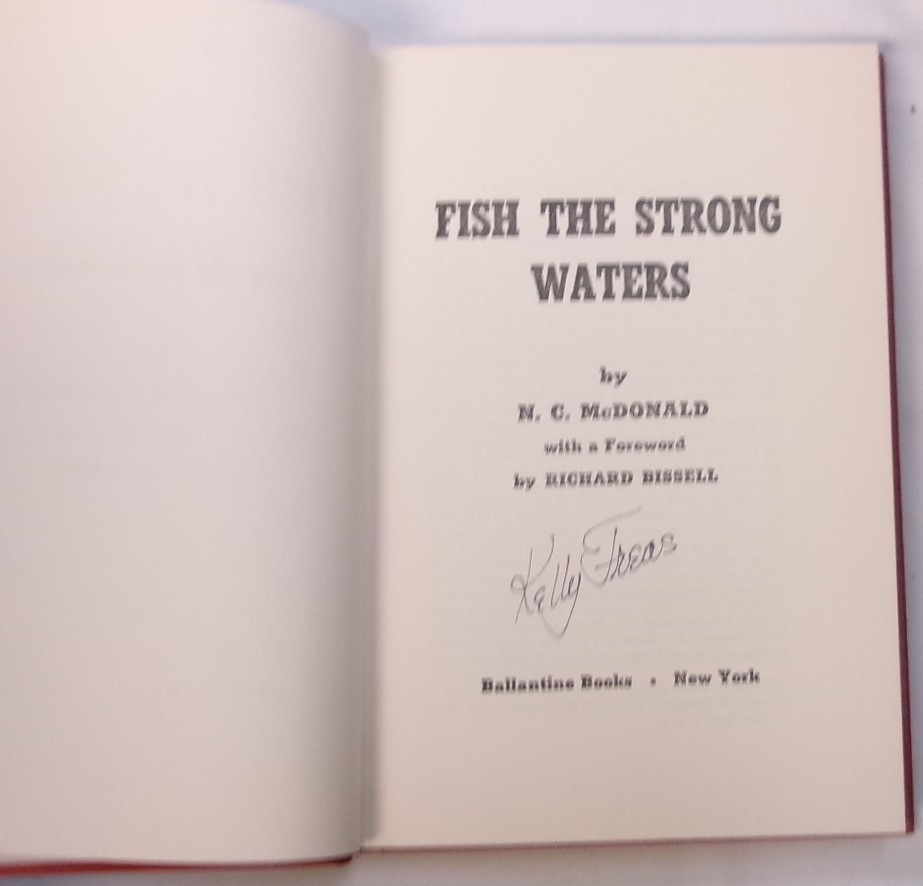 FISH THE STRONG
WATERS
by
N. C. McDONALD
with a Foreword
by RICHARD BISSELL
Kelly Freas
Ballantine Books • New York